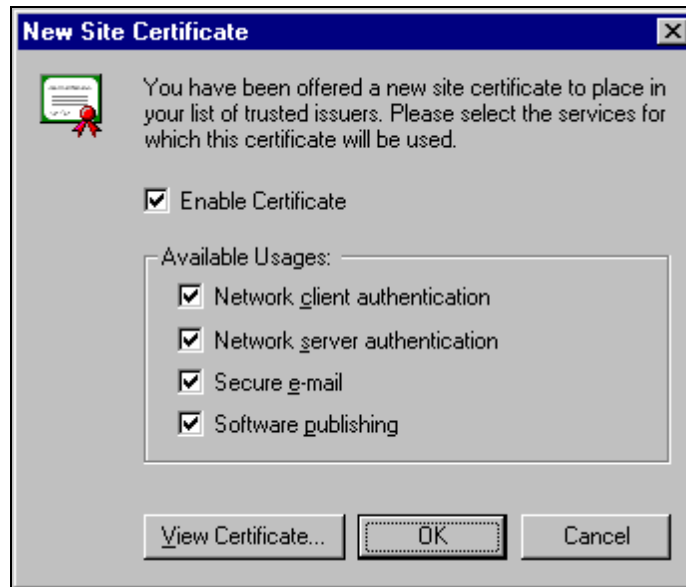 New Site Certificate
You have been offered a new site certificate to place in
your list of trusted issuers. Please select the services for
which this certificate will be used.
Enable Certificate
Available Usages:
Network client authentication
Network server authentication
Secure e-mail
Software publishing
View Certificate... OK Cancel